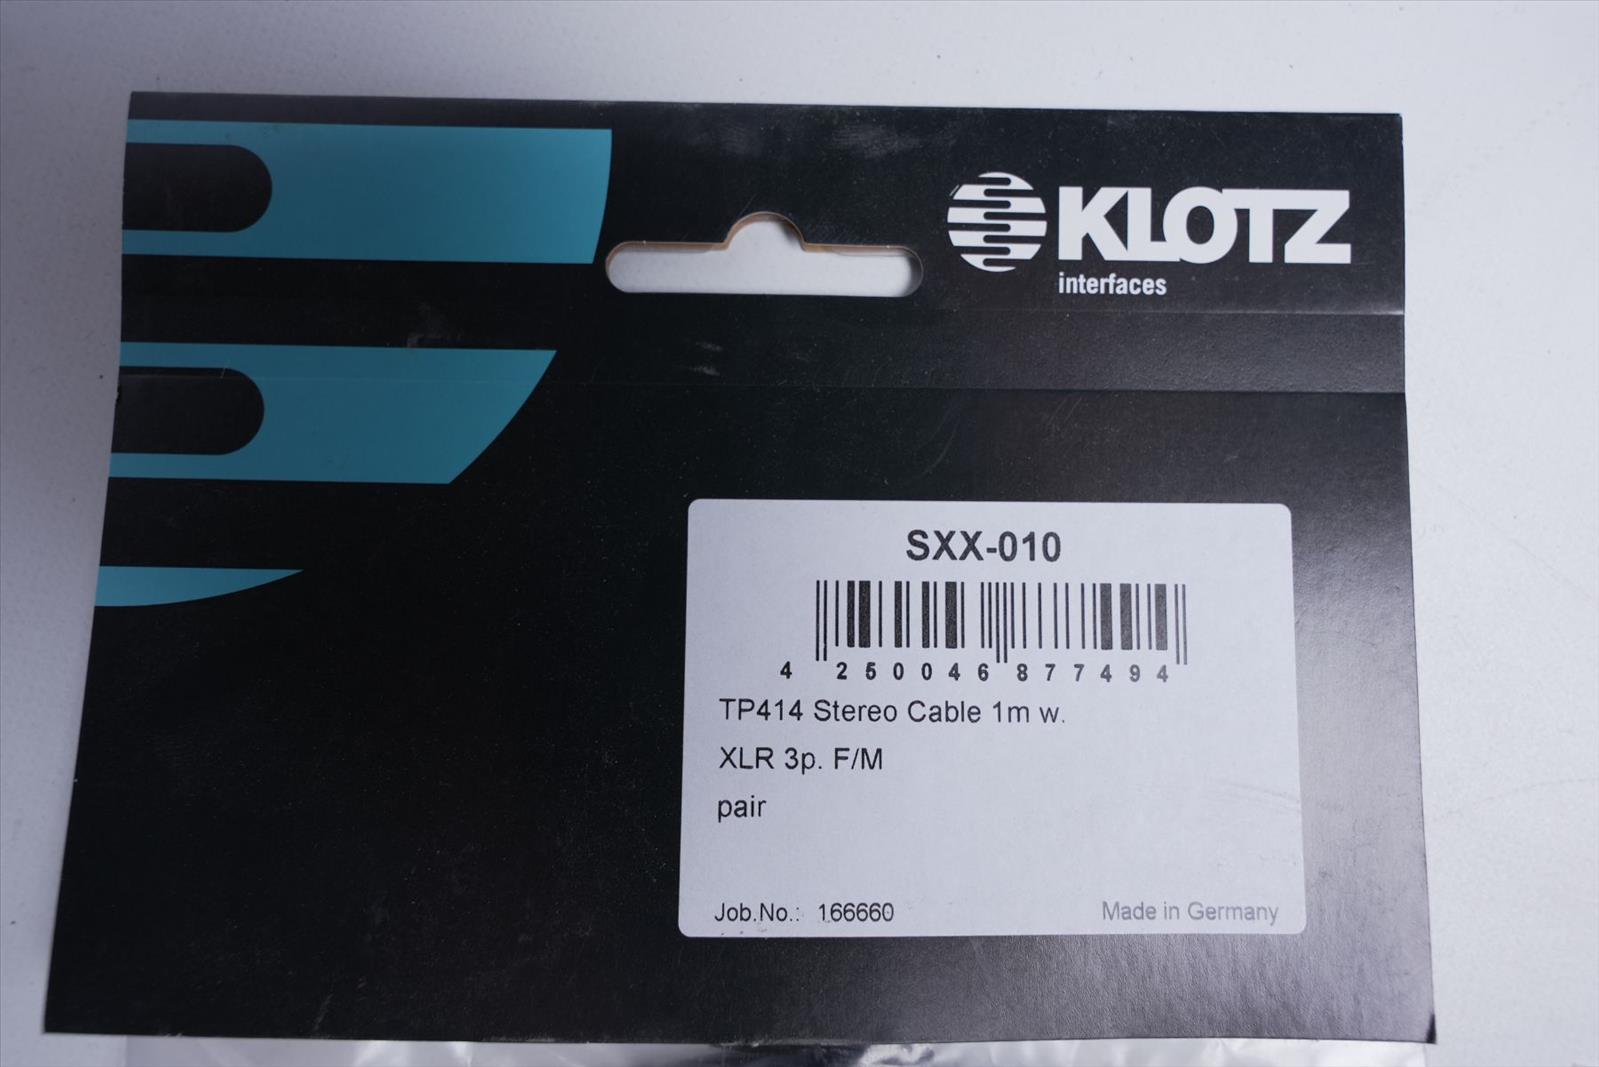 KLOTZ
interfaces
SXX-010
4 250046 877494
TP414 Stereo Cable 1m w.
XLR 3p. F/M
pair
Job.No.: 166660 Made in Germany